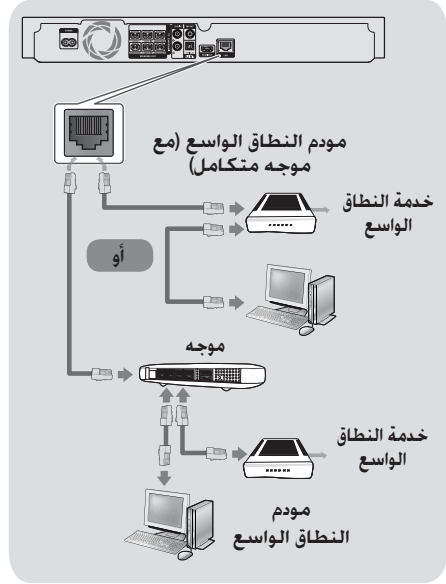 مودم النطاق الواسع (مع
موجه متكامل)
خدمة النطاق
الواسع
أو
موجه
خدمة النطاق
الواسع
مودم
النطاق الواسع